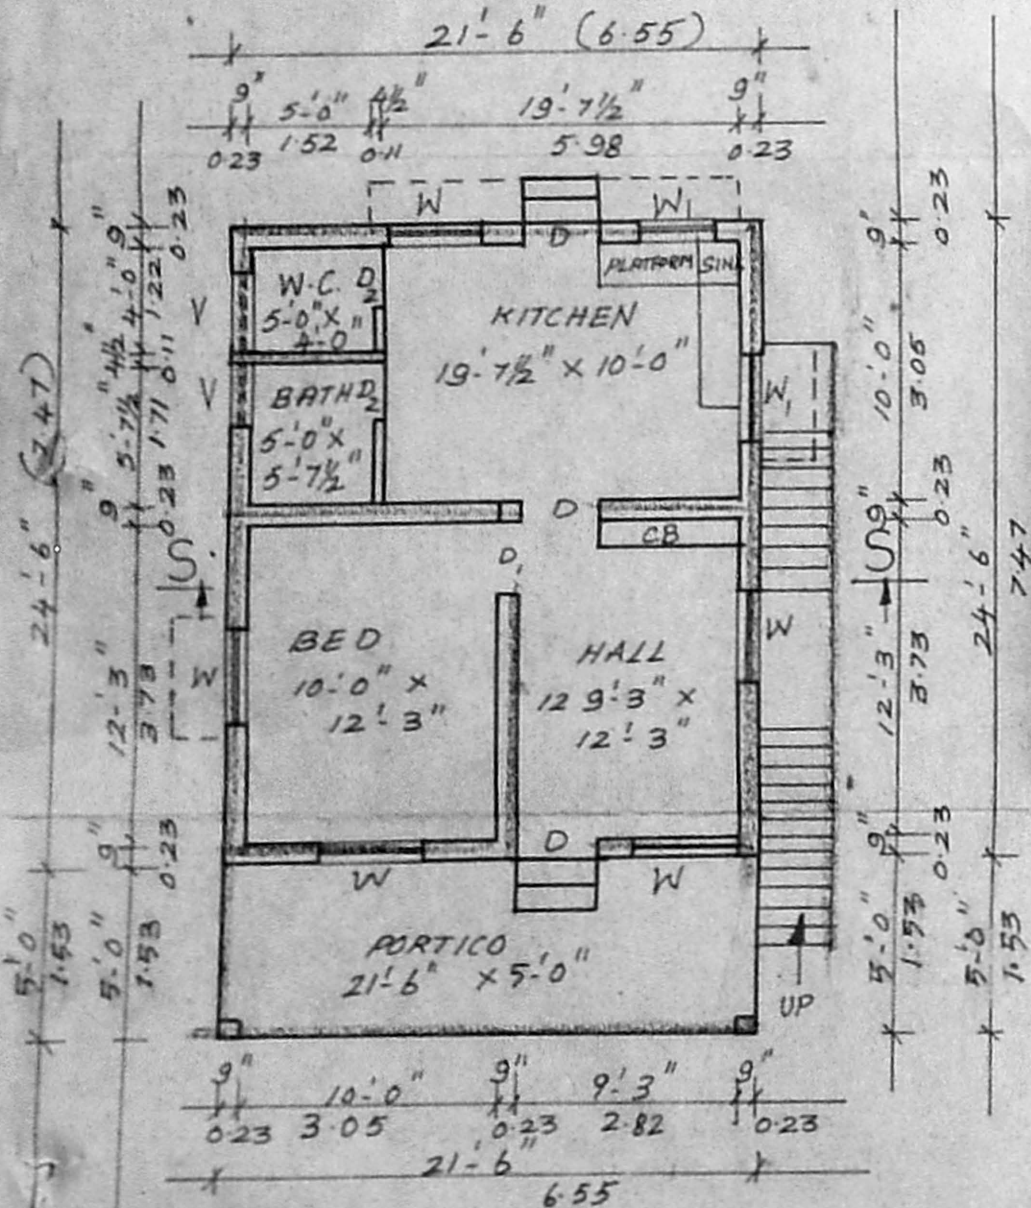 21'-6" (6.55)
9" 5'-0" 4½" 19'-7½" 9"
0.23 1.52 0.11 5.98 0.23
W D W1
PLATFORM SINK
W.C. D2
5'-0" X
4'-0"
KITCHEN
19'-7½" X 10'-0"
BATH D2
5'-0" X
5'-7½"
V
V
W1
D
CB
D1
BED
10'-0" X
12'-3"
HALL
12 9'-3" X
12'-3"
W
W
D
W
W
PORTICO
21'-6" X 5'-0"
UP
9" 10'-0" 9" 9'-3" 9"
0.23 3.05 0.23 2.82 0.23
21'-6"
6.55
24'-6" (7.47)
5'-0"
1.53
9" 4'-0" 4½" 5'-7½" 9" 12'-3" 9" 5'-0"
0.23 1.22 0.11 1.71 0.23 3.73 0.23 1.53
S
S
9" 10'-0" 9" 12'-3" 9" 5'-0"
0.23 3.05 0.23 3.73 0.23 1.53
24'-6"
7.47
5'-0"
1.53